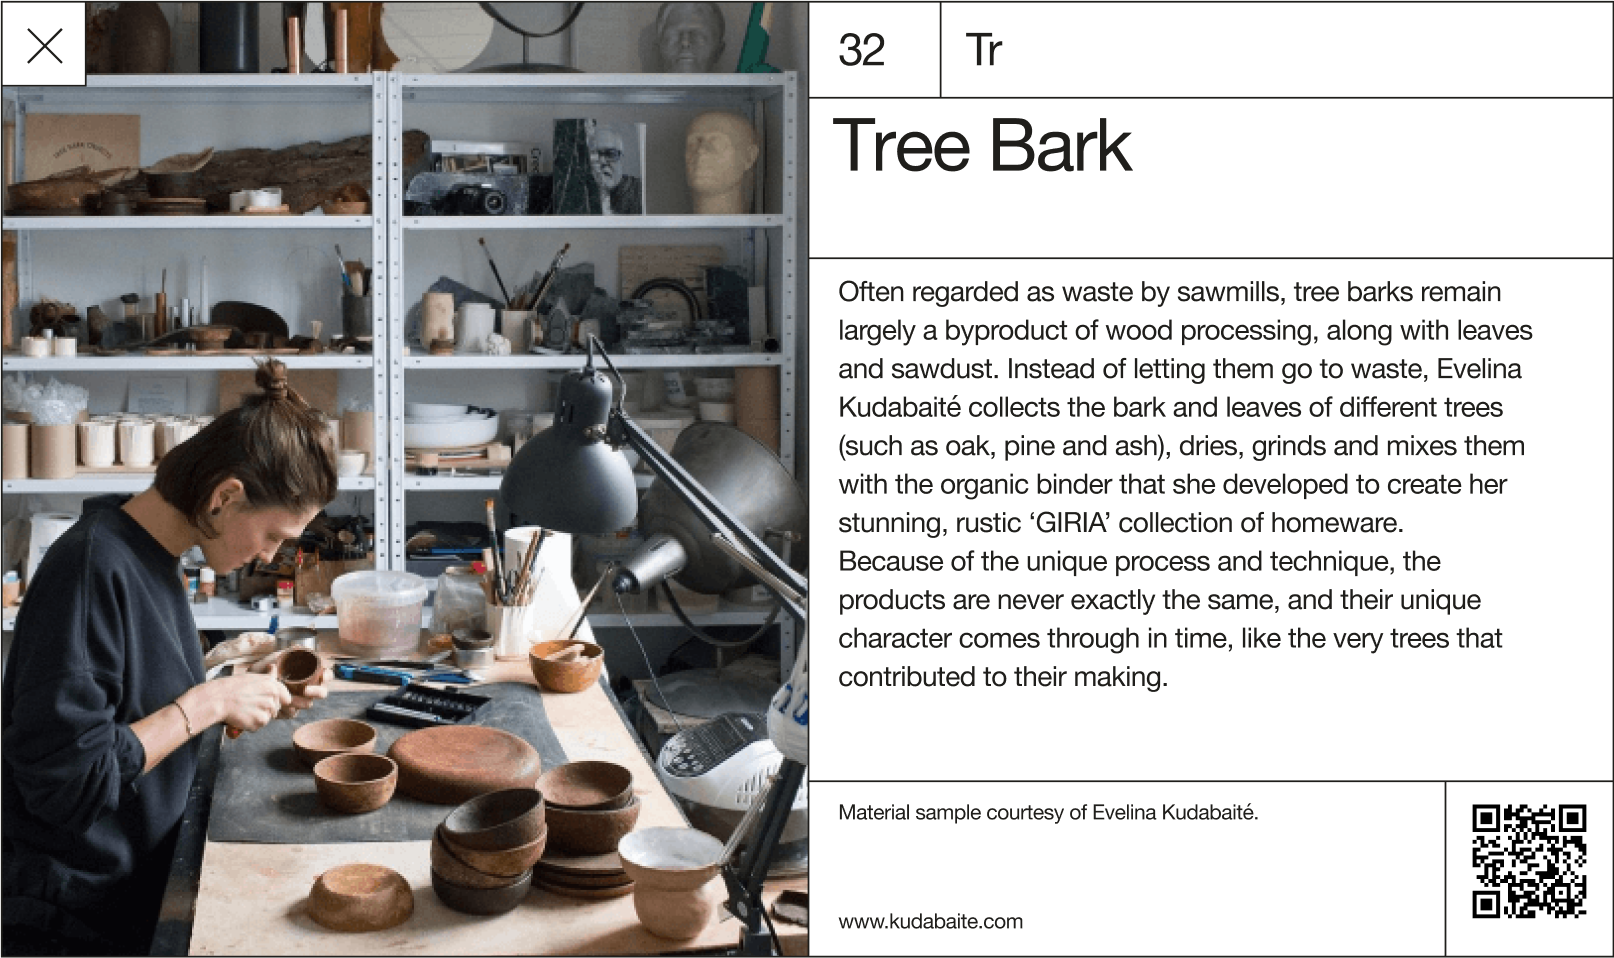 32
Tr
Tree Bark
TREE BARK OBJECTS
Often regarded as waste by sawmills, tree barks remain
largely a byproduct of wood processing, along with leaves
and sawdust. Instead of letting them go to waste, Evelina
Kudabaité collects the bark and leaves of different trees
(such as oak, pine and ash), dries, grinds and mixes them
with the organic binder that she developed to create her
stunning, rustic ‘GIRIA’ collection of homeware.
Because of the unique process and technique, the
products are never exactly the same, and their unique
character comes through in time, like the very trees that
contributed to their making.
Material sample courtesy of Evelina Kudabaité.
www.kudabaite.com